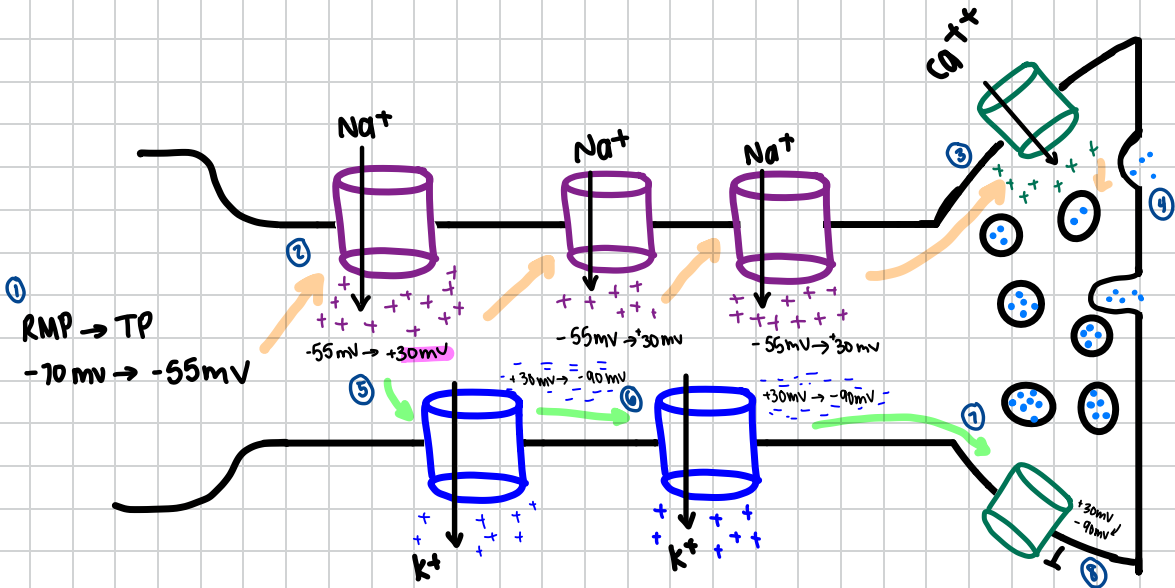 Ca++
Na+
Na+
Na+
③
④
②
①
RMP → TP
-70mv → -55mV
-55mV → +30mV
-55mV → +30mV
-55mV → +30mV
⑤
+30mV → -90mV
⑥
+30mV → -90mV
⑦
+30mV
-90mV
K+
K+
⑧